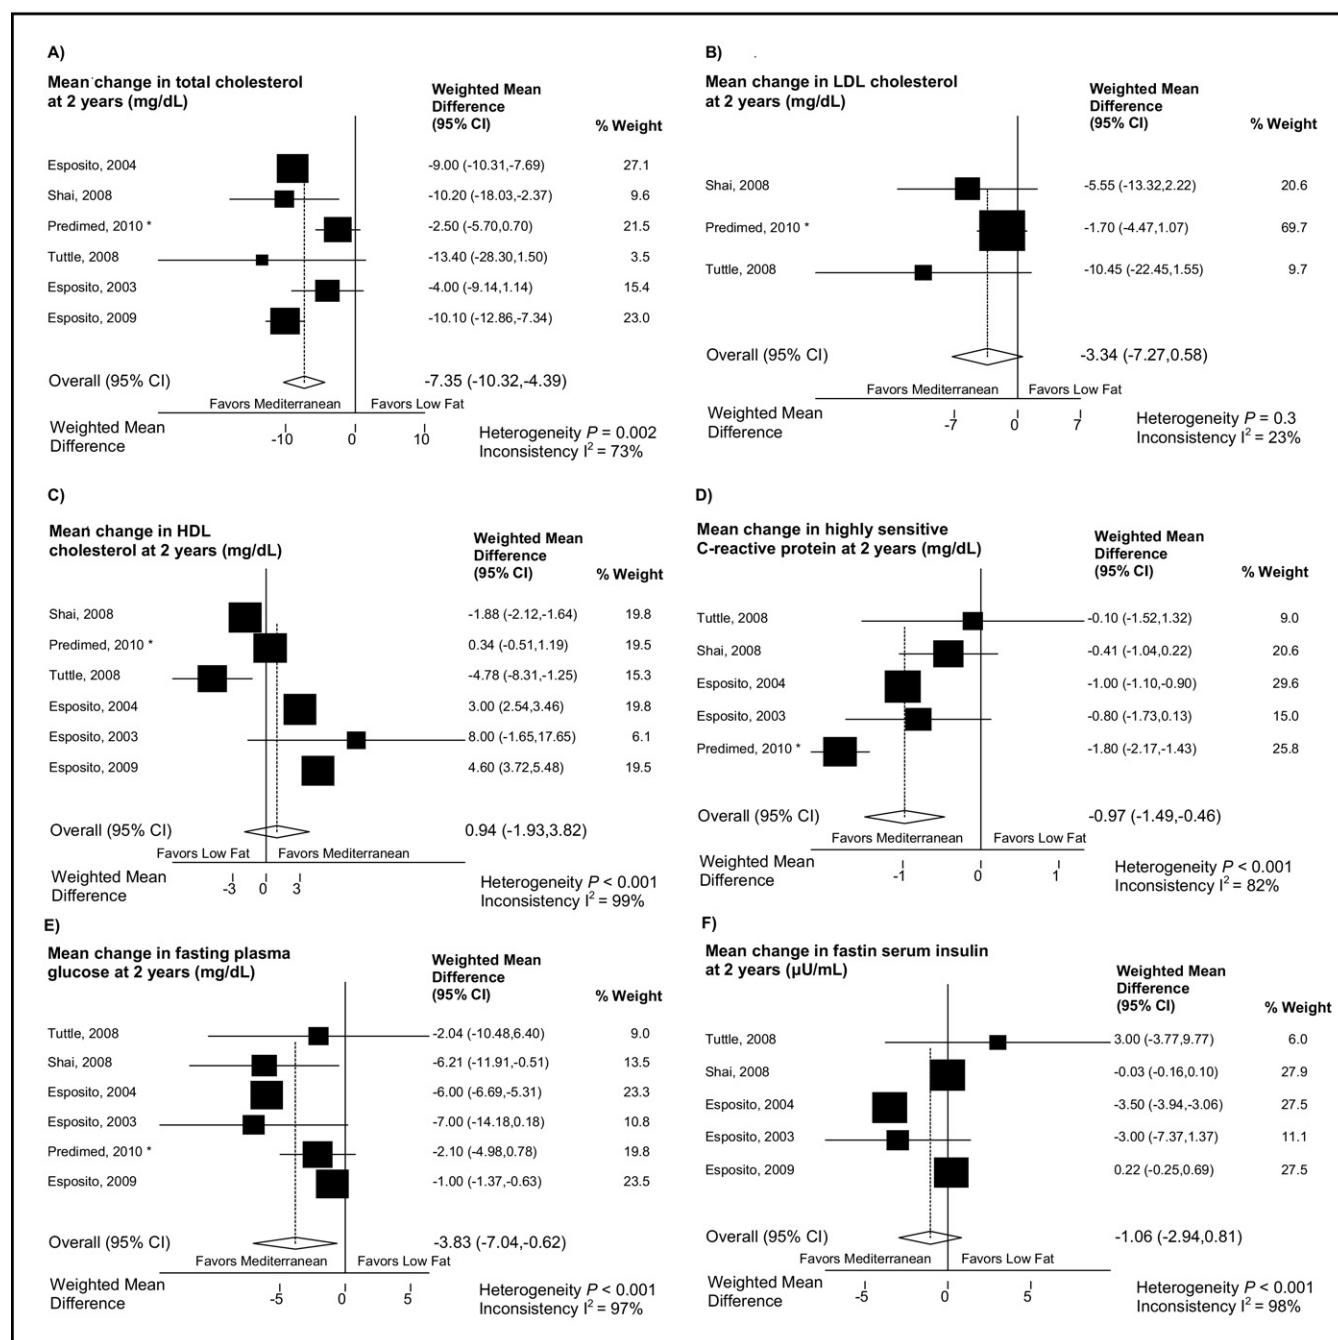 A)
Mean change in total cholesterol
at 2 years (mg/dL)
Weighted Mean
Difference
(95% CI)
% Weight
Esposito, 2004 -9.00 (-10.31,-7.69) 27.1
Shai, 2008 -10.20 (-18.03,-2.37) 9.6
Predimed, 2010 * -2.50 (-5.70,0.70) 21.5
Tuttle, 2008 -13.40 (-28.30,1.50) 3.5
Esposito, 2003 -4.00 (-9.14,1.14) 15.4
Esposito, 2009 -10.10 (-12.86,-7.34) 23.0
Overall (95% CI) -7.35 (-10.32,-4.39)
Favors Mediterranean Favors Low Fat
Weighted Mean
Difference
-10 0 10
Heterogeneity P = 0.002
Inconsistency I² = 73%
B)
Mean change in LDL cholesterol
at 2 years (mg/dL)
Weighted Mean
Difference
(95% CI)
% Weight
Shai, 2008 -5.55 (-13.32,2.22) 20.6
Predimed, 2010 * -1.70 (-4.47,1.07) 69.7
Tuttle, 2008 -10.45 (-22.45,1.55) 9.7
Overall (95% CI) -3.34 (-7.27,0.58)
Favors Mediterranean Favors Low Fat
Weighted Mean
Difference
-7 0 7
Heterogeneity P = 0.3
Inconsistency I² = 23%
C)
Mean change in HDL
cholesterol at 2 years (mg/dL)
Weighted Mean
Difference
(95% CI)
% Weight
Shai, 2008 -1.88 (-2.12,-1.64) 19.8
Predimed, 2010 * 0.34 (-0.51,1.19) 19.5
Tuttle, 2008 -4.78 (-8.31,-1.25) 15.3
Esposito, 2004 3.00 (2.54,3.46) 19.8
Esposito, 2003 8.00 (-1.65,17.65) 6.1
Esposito, 2009 4.60 (3.72,5.48) 19.5
Overall (95% CI) 0.94 (-1.93,3.82)
Favors Low Fat Favors Mediterranean
Weighted Mean
Difference
-3 0 3
Heterogeneity P < 0.001
Inconsistency I² = 99%
D)
Mean change in highly sensitive
C-reactive protein at 2 years (mg/dL)
Weighted Mean
Difference
(95% CI)
% Weight
Tuttle, 2008 -0.10 (-1.52,1.32) 9.0
Shai, 2008 -0.41 (-1.04,0.22) 20.6
Esposito, 2004 -1.00 (-1.10,-0.90) 29.6
Esposito, 2003 -0.80 (-1.73,0.13) 15.0
Predimed, 2010 * -1.80 (-2.17,-1.43) 25.8
Overall (95% CI) -0.97 (-1.49,-0.46)
Favors Mediterranean Favors Low Fat
Weighted Mean
Difference
-1 0 1
Heterogeneity P < 0.001
Inconsistency I² = 82%
E)
Mean change in fasting plasma
glucose at 2 years (mg/dL)
Weighted Mean
Difference
(95% CI)
% Weight
Tuttle, 2008 -2.04 (-10.48,6.40) 9.0
Shai, 2008 -6.21 (-11.91,-0.51) 13.5
Esposito, 2004 -6.00 (-6.69,-5.31) 23.3
Esposito, 2003 -7.00 (-14.18,0.18) 10.8
Predimed, 2010 * -2.10 (-4.98,0.78) 19.8
Esposito, 2009 -1.00 (-1.37,-0.63) 23.5
Overall (95% CI) -3.83 (-7.04,-0.62)
Favors Mediterranean Favors Low Fat
Weighted Mean
Difference
-5 0 5
Heterogeneity P < 0.001
Inconsistency I² = 97%
F)
Mean change in fastin serum insulin
at 2 years (µU/mL)
Weighted Mean
Difference
(95% CI)
% Weight
Tuttle, 2008 3.00 (-3.77,9.77) 6.0
Shai, 2008 -0.03 (-0.16,0.10) 27.9
Esposito, 2004 -3.50 (-3.94,-3.06) 27.5
Esposito, 2003 -3.00 (-7.37,1.37) 11.1
Esposito, 2009 0.22 (-0.25,0.69) 27.5
Overall (95% CI) -1.06 (-2.94,0.81)
Favors Mediterranean Favors Low Fat
Weighted Mean
Difference
-5 0 5
Heterogeneity P < 0.001
Inconsistency I² = 98%